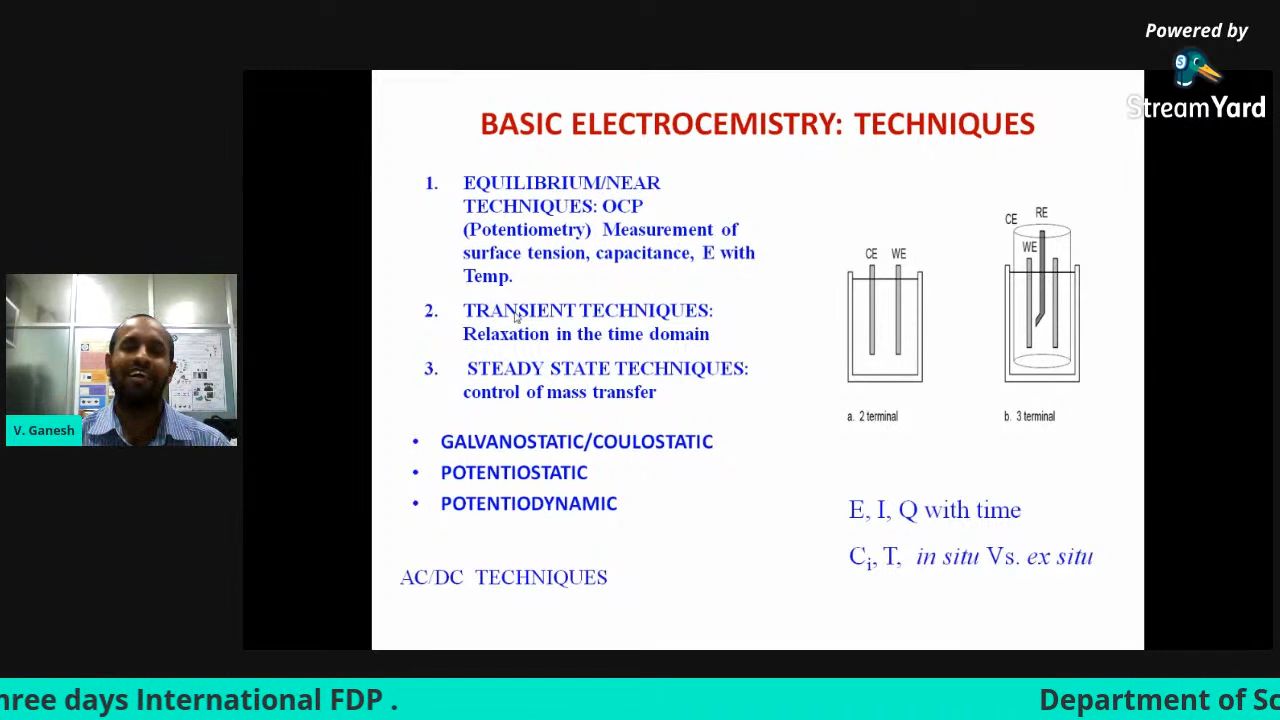 Powered by
StreamYard
BASIC ELECTROCEMISTRY: TECHNIQUES
1. EQUILIBRIUM/NEAR
TECHNIQUES: OCP
(Potentiometry) Measurement of
surface tension, capacitance, E with
Temp.
2. TRANSIENT TECHNIQUES:
Relaxation in the time domain
3. STEADY STATE TECHNIQUES:
control of mass transfer
• GALVANOSTATIC/COULOSTATIC
• POTENTIOSTATIC
• POTENTIODYNAMIC
AC/DC TECHNIQUES
CE WE
a. 2 terminal
CE RE
WE
b. 3 terminal
E, I, Q with time
Ci, T, in situ Vs. ex situ
V. Ganesh
hree days International FDP .
Department of Sc